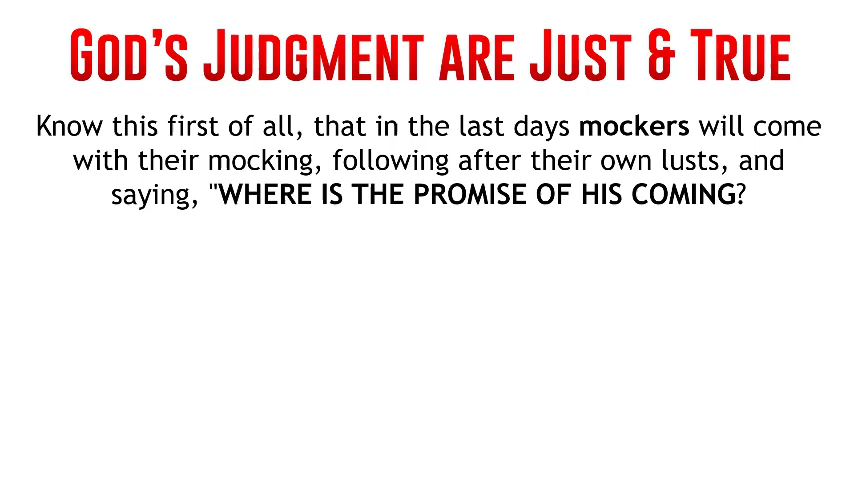 God's Judgment are Just & True
Know this first of all, that in the last days mockers will come
with their mocking, following after their own lusts, and
saying, "WHERE IS THE PROMISE OF HIS COMING?